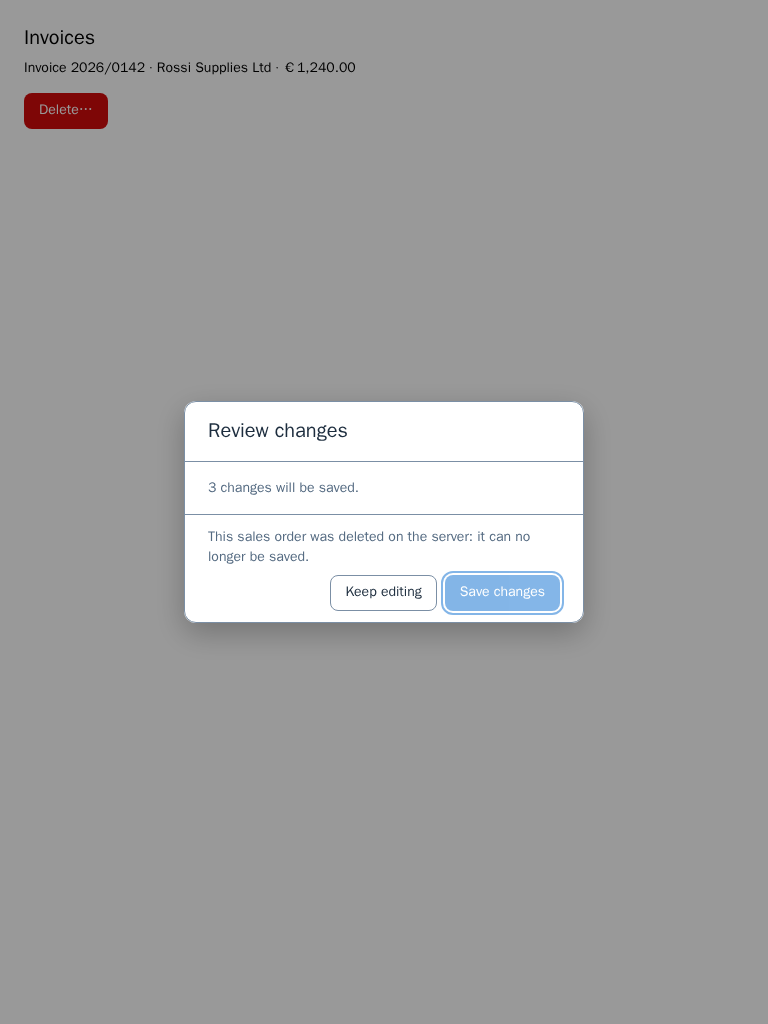 Invoices
Invoice 2026/0142 · Rossi Supplies Ltd · € 1,240.00
Delete…
Review changes
3 changes will be saved.
This sales order was deleted on the server: it can no
longer be saved.
Keep editing
Save changes